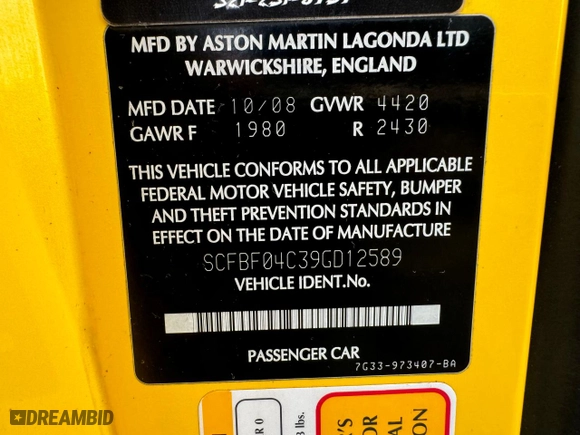 MFD BY ASTON MARTIN LAGONDA LTD
WARWICKSHIRE, ENGLAND
MFD DATE 10/08 GVWR 4420
GAWR F 1980 R 2430
THIS VEHICLE CONFORMS TO ALL APPLICABLE
FEDERAL MOTOR VEHICLE SAFETY, BUMPER
AND THEFT PREVENTION STANDARDS IN
EFFECT ON THE DATE OF MANUFACTURE
SCFBF04C39GD12589
VEHICLE IDENT.No.
PASSENGER CAR
7G33-973407-BA
lbs.
DREAMBID